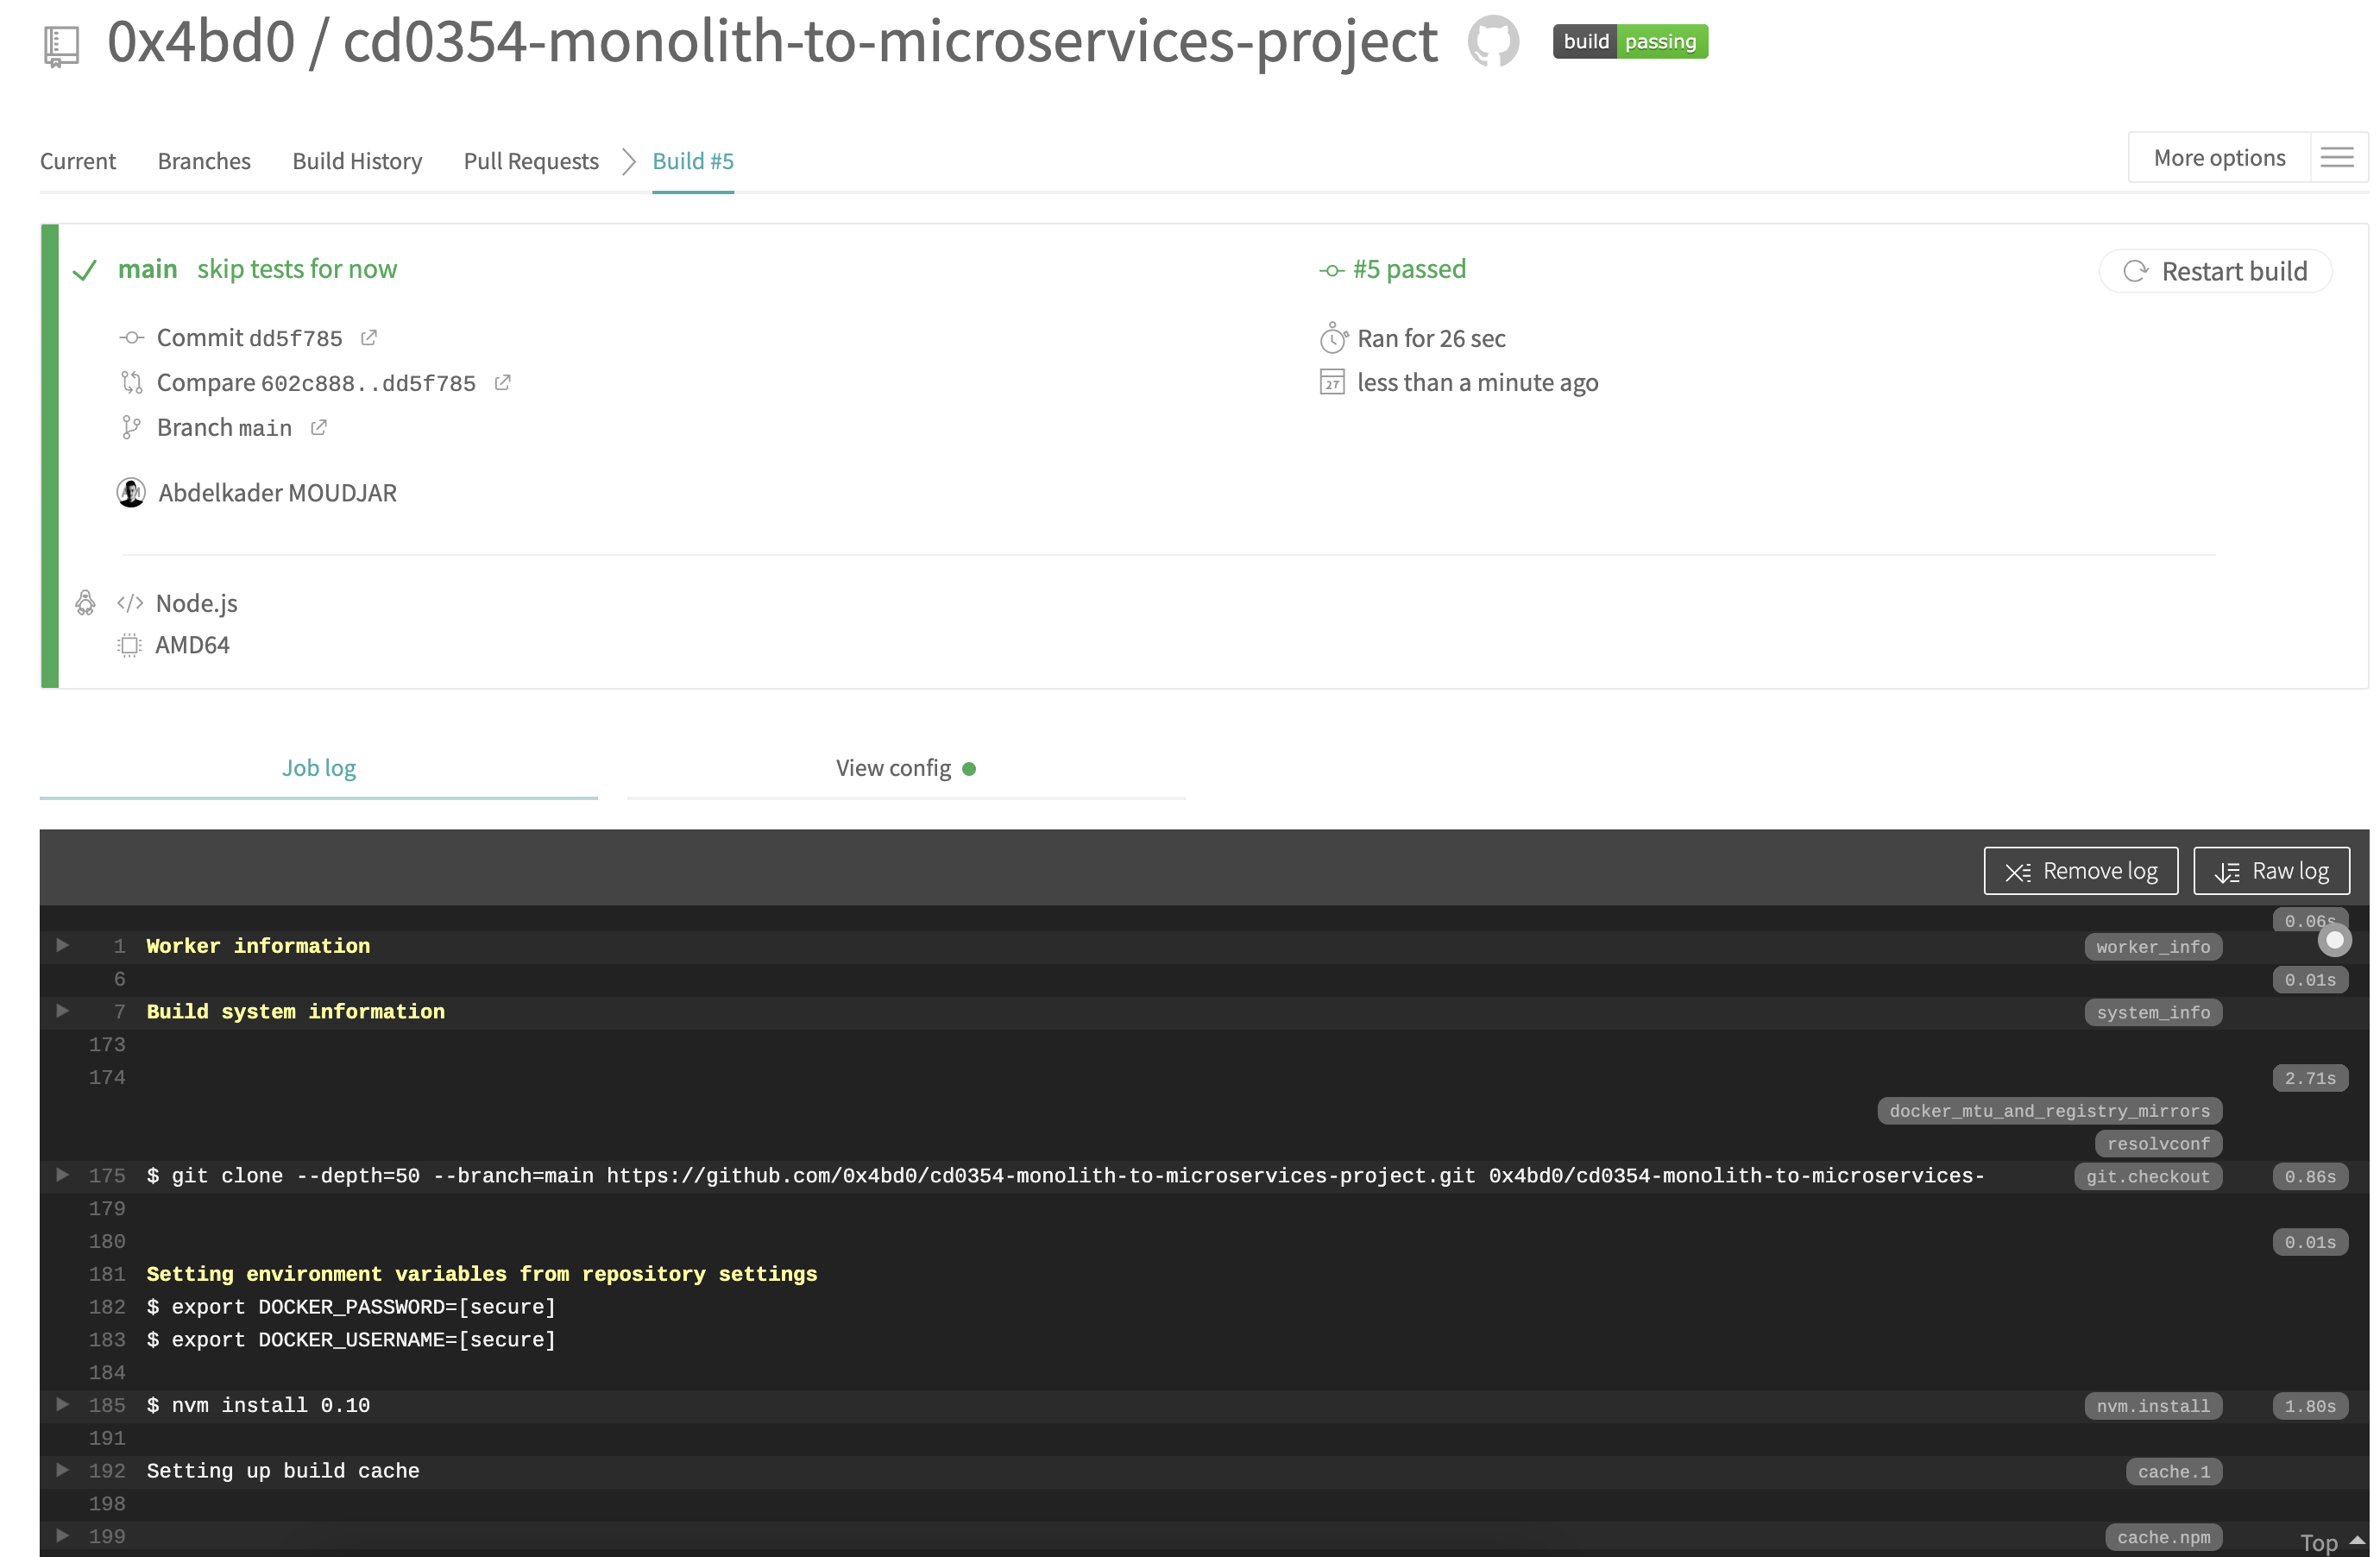 0x4bd0 / cd0354-monolith-to-microservices-project build passing
Current Branches Build History Pull Requests Build #5 More options
main skip tests for now
Commit dd5f785
Compare 602c888..dd5f785
Branch main
Abdelkader MOUDJAR
Node.js
AMD64
#5 passed
Ran for 26 sec
27 less than a minute ago
Restart build
Job log View config
Remove log Raw log
0.06s
1 Worker information worker_info
6 0.01s
7 Build system information system_info
173
174 2.71s
docker_mtu_and_registry_mirrors
resolvconf
175 $ git clone --depth=50 --branch=main https://github.com/0x4bd0/cd0354-monolith-to-microservices-project.git 0x4bd0/cd0354-monolith-to-microservices- git.checkout 0.86s
179
180 0.01s
181 Setting environment variables from repository settings
182 $ export DOCKER_PASSWORD=[secure]
183 $ export DOCKER_USERNAME=[secure]
184
185 $ nvm install 0.10 nvm.install 1.80s
191
192 Setting up build cache cache.1
198
199 cache.npm
Top